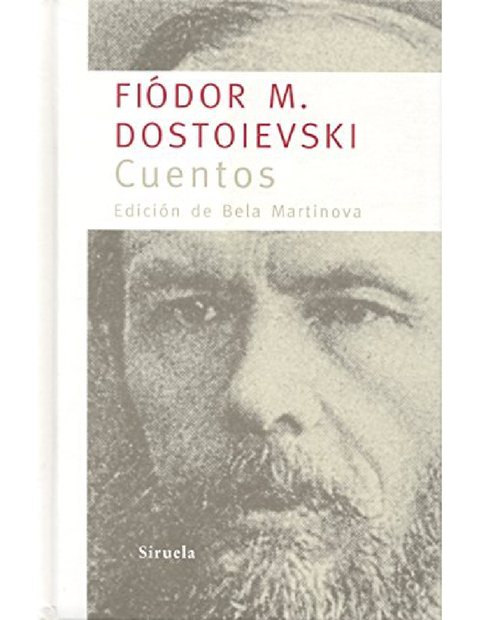 FIÓDOR M.
DOSTOIEVSKI
Cuentos
Edición de Bela Martinova
Siruela